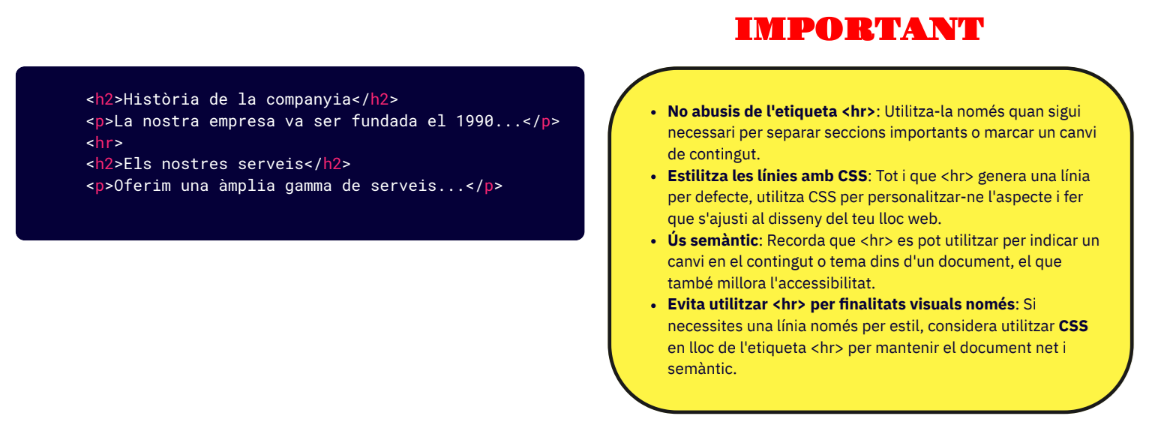 IMPORTANT
<h2>Història de la companyia</h2>
<p>La nostra empresa va ser fundada el 1990...</p>
<hr>
<h2>Els nostres serveis</h2>
<p>Oferim una àmplia gamma de serveis...</p>
• No abusis de l'etiqueta <hr>: Utilitza-la només quan sigui
necessari per separar seccions importants o marcar un canvi
de contingut.
• Estilitza les línies amb CSS: Tot i que <hr> genera una línia
per defecte, utilitza CSS per personalitzar-ne l'aspecte i fer
que s'ajusti al disseny del teu lloc web.
• Ús semàntic: Recorda que <hr> es pot utilitzar per indicar un
canvi en el contingut o tema dins d'un document, el que
també millora l'accessibilitat.
• Evita utilitzar <hr> per finalitats visuals només: Si
necessites una línia només per estil, considera utilitzar CSS
en lloc de l'etiqueta <hr> per mantenir el document net i
semàntic.